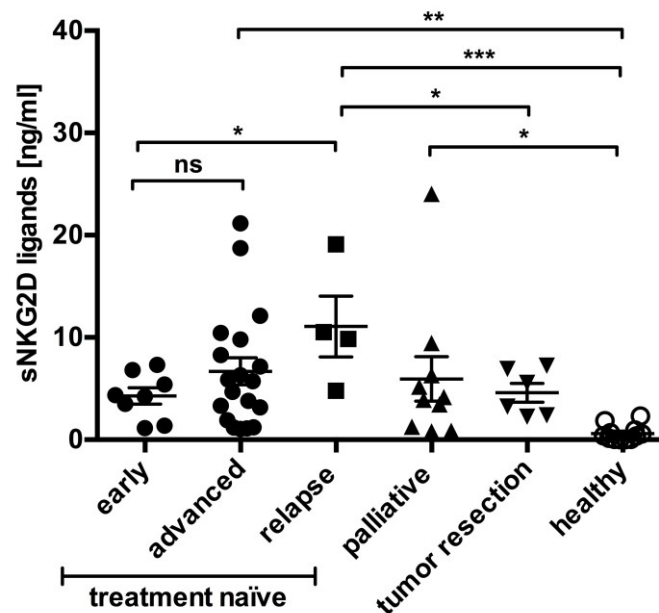 40
30
20
10
0
sNKG2D ligands [ng/ml]
**
***
*
*
*
ns
early
advanced
relapse
palliative
tumor resection
healthy
treatment naïve